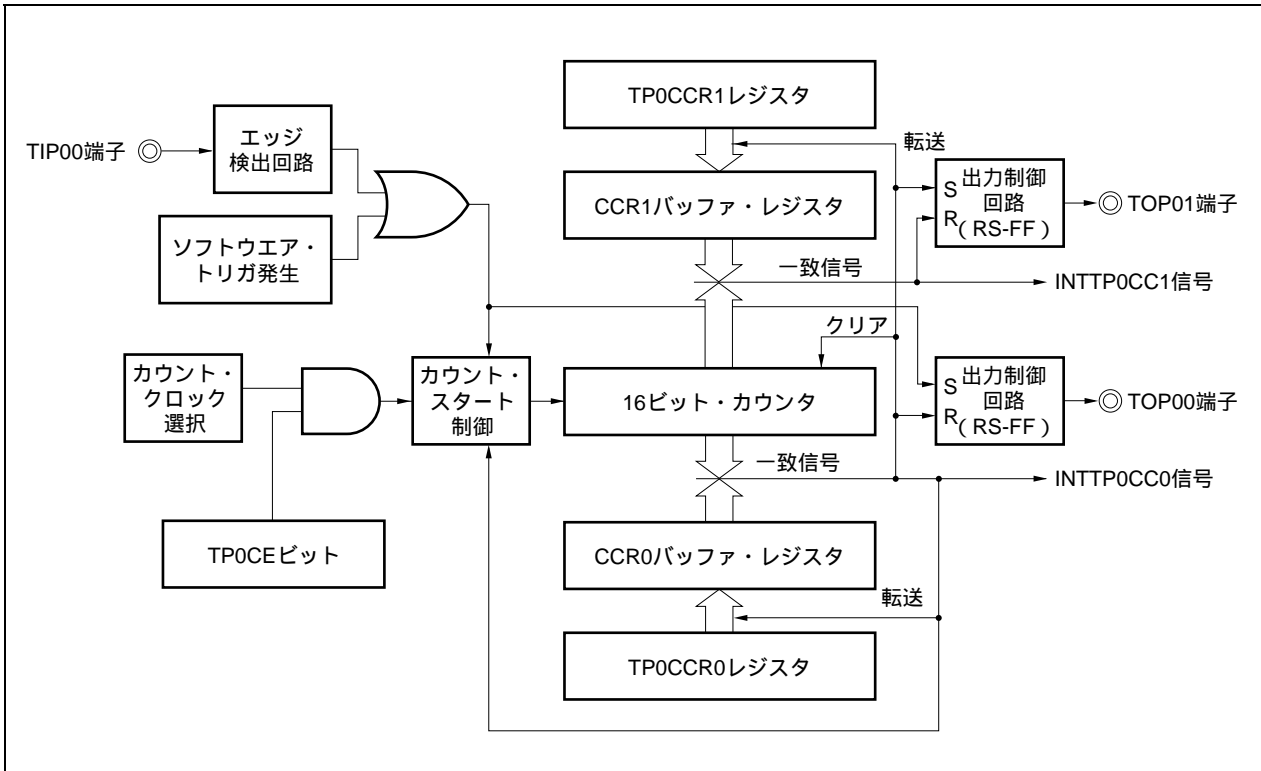 TP0CCR1レジスタ
転送
TIP00端子
エッジ
検出回路
CCR1バッファ・レジスタ
S
R
出力制御
回路
(RS-FF)
TOP01端子
ソフトウエア・
トリガ発生
一致信号
INTTP0CC1信号
クリア
カウント・
クロック
選択
カウント・
スタート
制御
16ビット・カウンタ
S
R
出力制御
回路
(RS-FF)
TOP00端子
一致信号
INTTP0CC0信号
TP0CEビット
CCR0バッファ・レジスタ
転送
TP0CCR0レジスタ